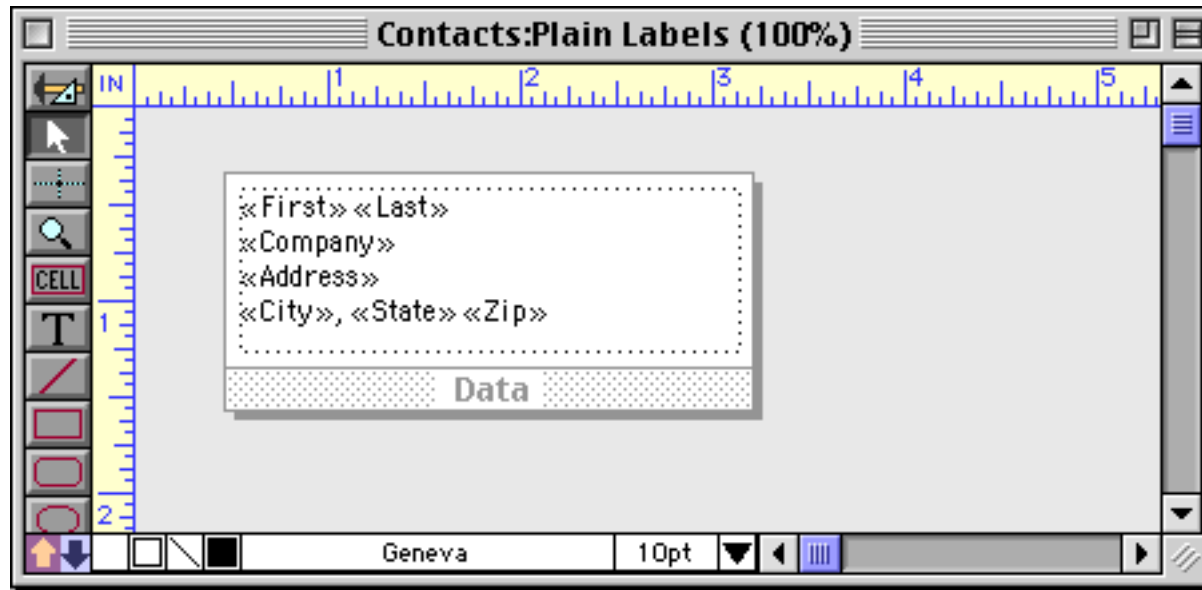 Contacts:Plain Labels (100%)
IN 1 2 3 4 5
«First» «Last»
«Company»
«Address»
«City», «State» «Zip»
Data
CELL
T
1
2
Geneva 10pt